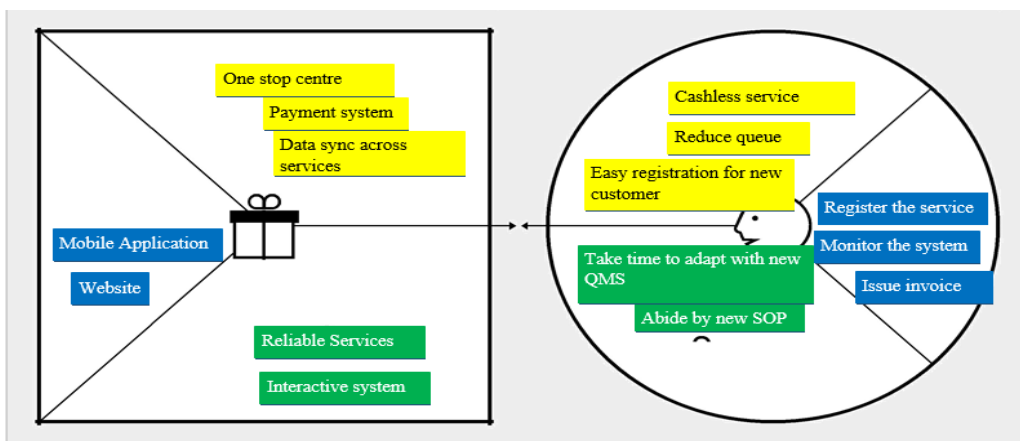 One stop centre
Payment system
Data sync across
services
Mobile Application
Website
Reliable Services
Interactive system
Cashless service
Reduce queue
Easy registration for new
customer
Register the service
Monitor the system
Issue invoice
Take time to adapt with new
QMS
Abide by new SOP